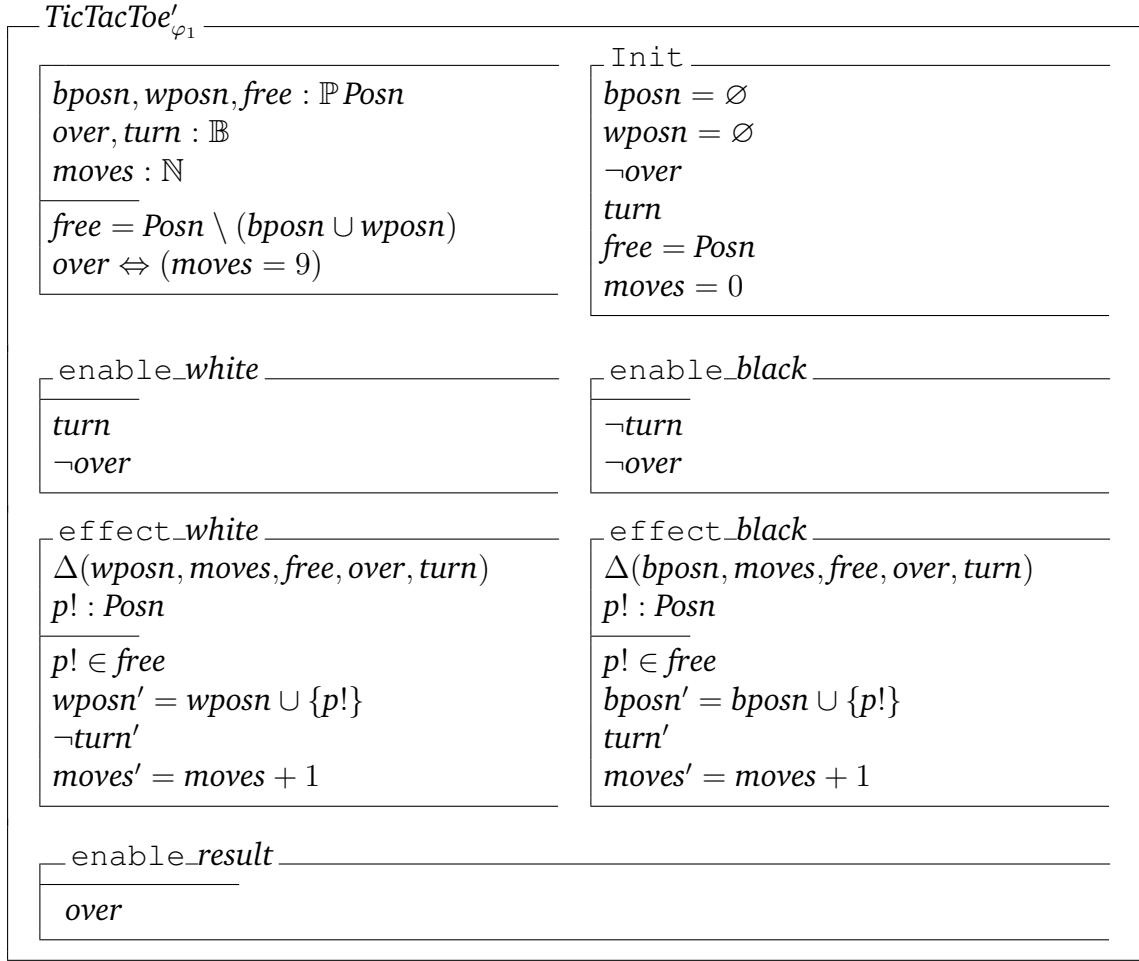 TicTacToe′φ₁
bposn, wposn, free : ℙ Posn
over, turn : 𝔹
moves : ℕ
free = Posn \ (bposn ∪ wposn)
over ⇔ (moves = 9)
Init
bposn = ∅
wposn = ∅
¬over
turn
free = Posn
moves = 0
enable_white
turn
¬over
enable_black
¬turn
¬over
effect_white
Δ(wposn, moves, free, over, turn)
p! : Posn
p! ∈ free
wposn′ = wposn ∪ {p!}
¬turn′
moves′ = moves + 1
effect_black
Δ(bposn, moves, free, over, turn)
p! : Posn
p! ∈ free
bposn′ = bposn ∪ {p!}
turn′
moves′ = moves + 1
enable_result
over